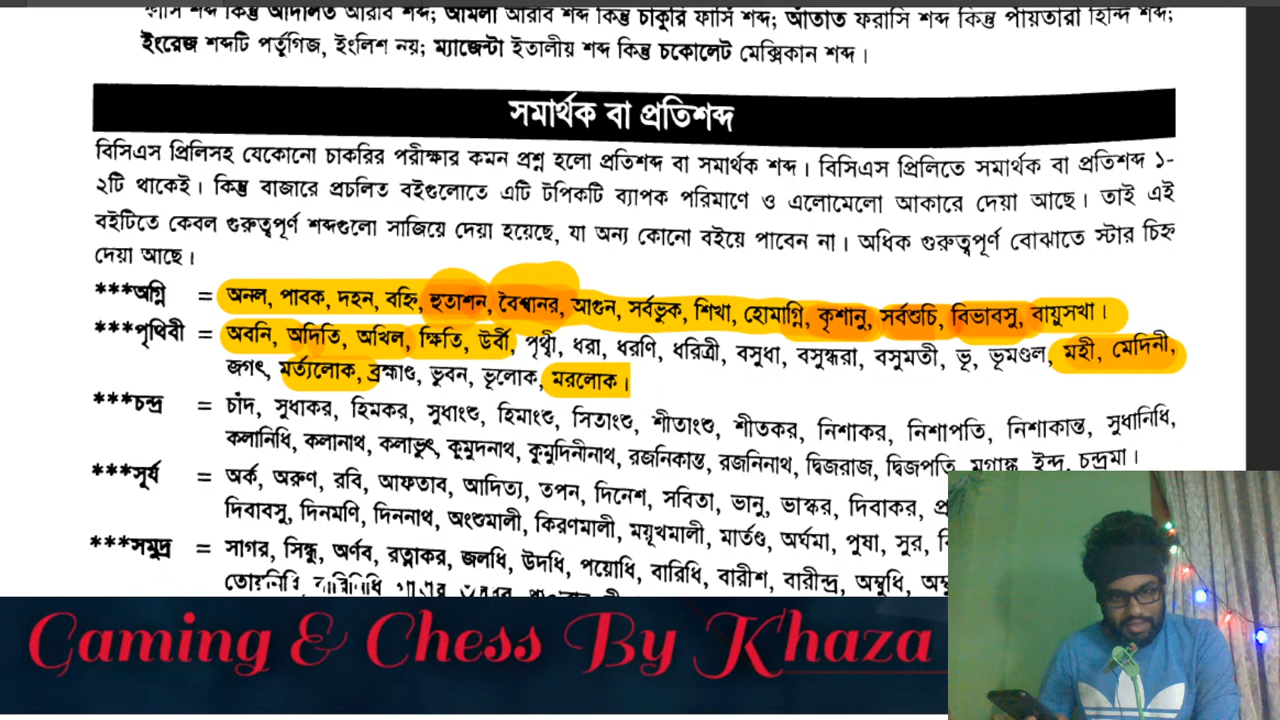 ফার্সি শব্দ কিন্তু আদালত আরবি শব্দ; আমলা আরবি শব্দ কিন্তু চাকুরি ফার্সি শব্দ; আঁতাত ফরাসি শব্দ কিন্তু পায়তারা হিন্দি শব্দ;
ইংরেজ শব্দটি পর্তুগিজ, ইংলিশ নয়; ম্যাজেন্টা ইতালীয় শব্দ কিন্তু চকোলেট মেক্সিকান শব্দ।
সমার্থক বা প্রতিশব্দ
বিসিএস প্রিলিসহ যেকোনো চাকরির পরীক্ষার কমন প্রশ্ন হলো প্রতিশব্দ বা সমার্থক শব্দ। বিসিএস প্রিলিতে সমার্থক বা প্রতিশব্দ ১-
২টি থাকেই। কিন্তু বাজারে প্রচলিত বইগুলোতে এটি টপিকটি ব্যাপক পরিমাণে ও এলোমেলো আকারে দেয়া আছে। তাই এই
বইটিতে কেবল গুরুত্বপূর্ণ শব্দগুলো সাজিয়ে দেয়া হয়েছে, যা অন্য কোনো বইয়ে পাবেন না। অধিক গুরুত্বপূর্ণ বোঝাতে স্টার চিহ্ন
দেয়া আছে।
***অগ্নি = অনল, পাবক, দহন, বহ্নি, হুতাশন, বৈশ্বানর, আগুন, সর্বভুক, শিখা, হোমাগ্নি, কৃশানু, সর্বশুচি, বিভাবসু, বায়ুসখা।
***পৃথিবী = অবনি, অদিতি, অখিল, ক্ষিতি, উর্বী, পৃথ্বী, ধরা, ধরণি, ধরিত্রী, বসুধা, বসুন্ধরা, বসুমতী, ভূ, ভূমণ্ডল, মহী, মেদিনী,
জগৎ, মর্ত্যলোক, ব্রহ্মাণ্ড, ভুবন, ভূলোক, মরলোক।
***চন্দ্র = চাঁদ, সুধাকর, হিমকর, সুধাংশু, হিমাংশু, সিতাংশু, শীতাংশু, শীতকর, নিশাকর, নিশাপতি, নিশাকান্ত, সুধানিধি,
কলানিধি, কলানাথ, কলাভৃৎ, কুমুদনাথ, কুমুদিনীনাথ, রজনিকান্ত, রজনিনাথ, দ্বিজরাজ, দ্বিজপতি, মৃগাঙ্ক, ইন্দু, চন্দ্রমা।
***সূর্য = অর্ক, অরুণ, রবি, আফতাব, আদিত্য, তপন, দিনেশ, সবিতা, ভানু, ভাস্কর, দিবাকর,
দিবাবসু, দিনমণি, দিননাথ, অংশুমালী, কিরণমালী, ময়ূখমালী, মার্তণ্ড, অর্যমা, পুষা, সুর,
***সমুদ্র = সাগর, সিন্ধু, অর্ণব, রত্নাকর, জলধি, উদধি, পয়োধি, বারিধি, বারীশ, বারীন্দ্র, অম্বুধি,
Gaming & Chess By Khaza